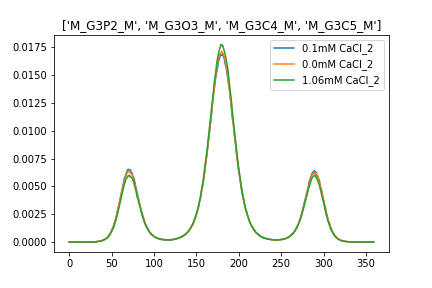 ['M_G3P2_M', 'M_G3O3_M', 'M_G3C4_M', 'M_G3C5_M']
0.0175
0.0150
0.0125
0.0100
0.0075
0.0050
0.0025
0.0000
0.1mM CaCl_2
0.0mM CaCl_2
1.06mM CaCl_2
0 50 100 150 200 250 300 350